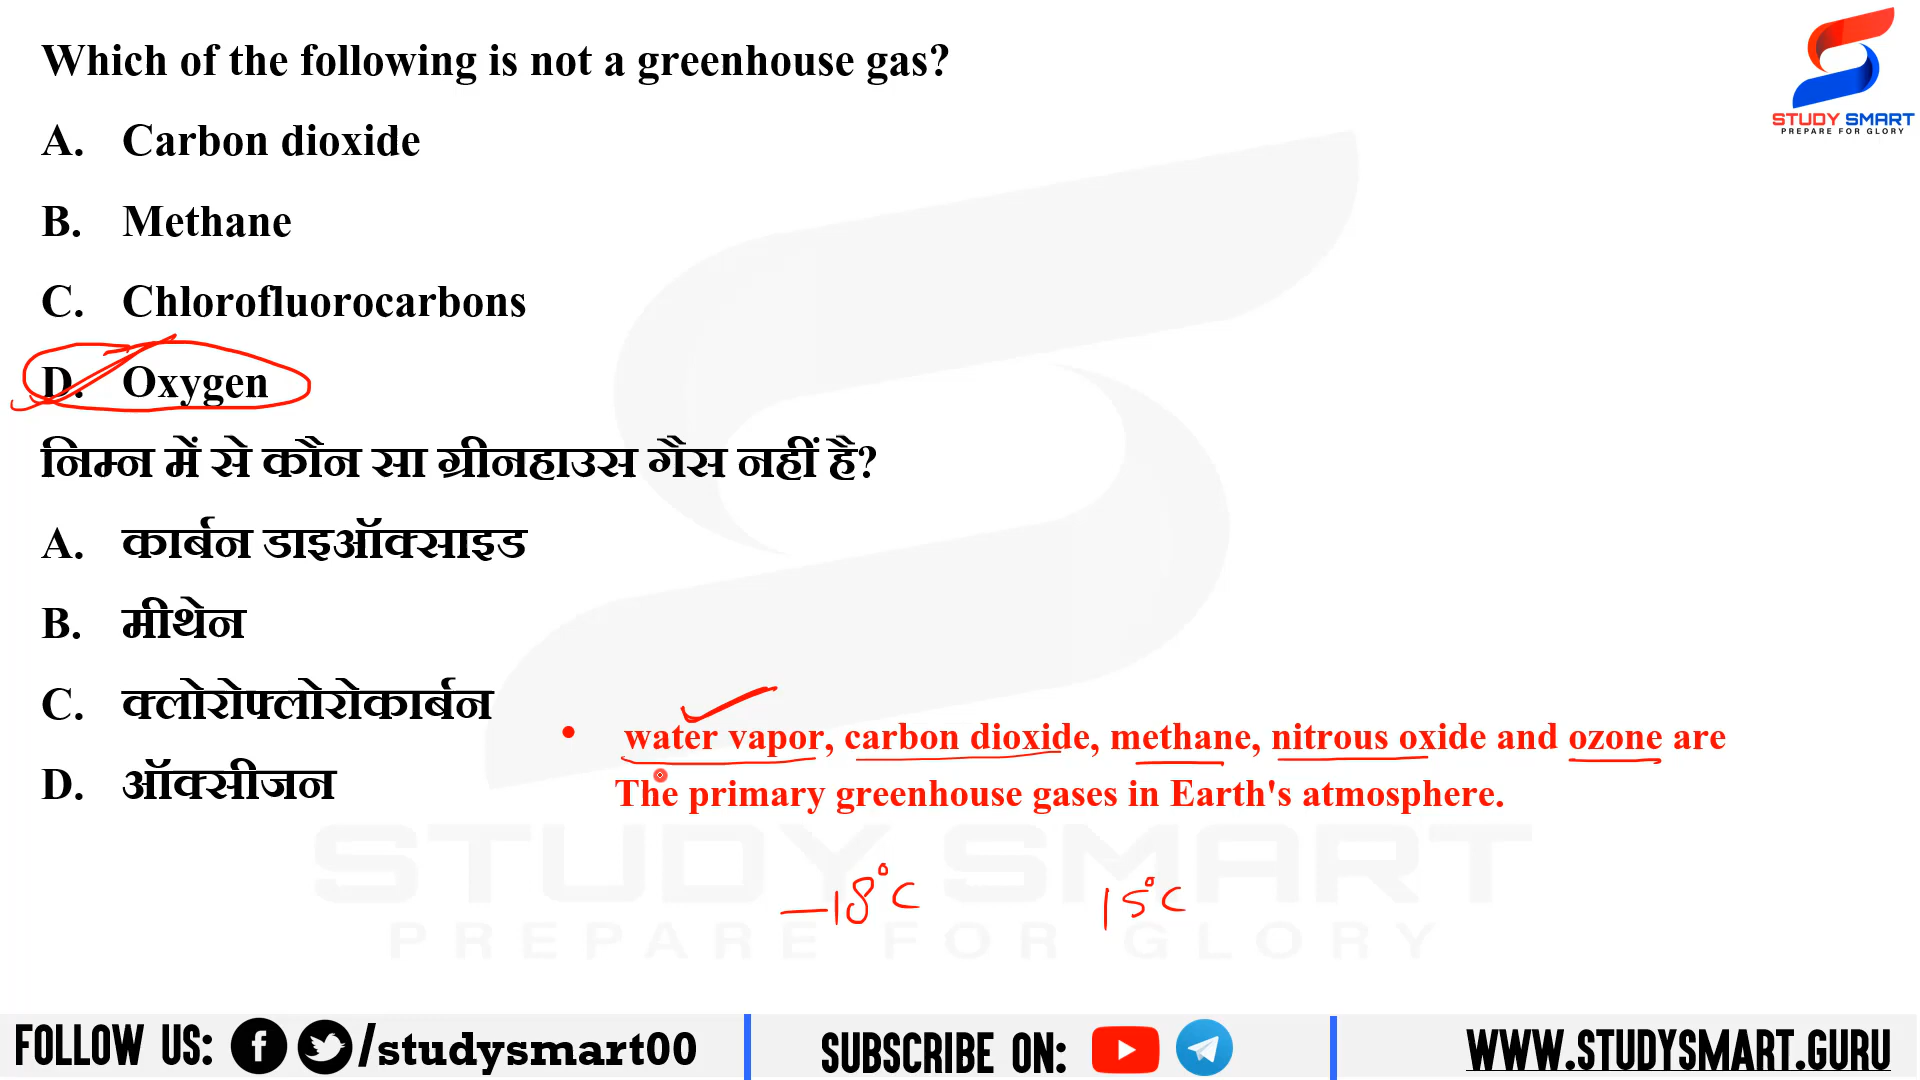 Which of the following is not a greenhouse gas?
STUDY SMART
PREPARE FOR GLORY
A. Carbon dioxide
B. Methane
C. Chlorofluorocarbons
D. Oxygen
निम्न में से कौन सा ग्रीनहाउस गैस नहीं है?
A. कार्बन डाइऑक्साइड
B. मीथेन
C. क्लोरोफ्लोरोकार्बन
D. ऑक्सीजन
• water vapor, carbon dioxide, methane, nitrous oxide and ozone are
The primary greenhouse gases in Earth's atmosphere.
STUDY SMART
PREPARE FOR GLORY
-18°C 15°C
FOLLOW US: /studysmart00 SUBSCRIBE ON: WWW.STUDYSMART.GURU